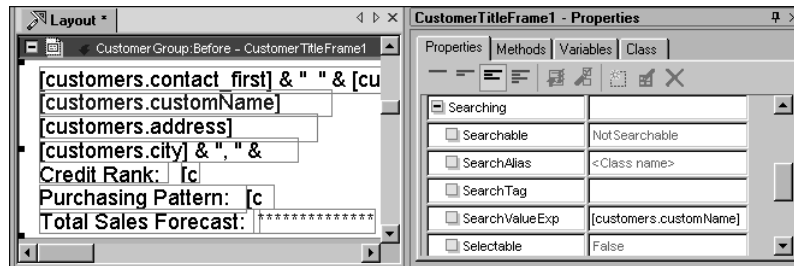 Layout *
CustomerGroup:Before - CustomerTitleFrame1
[customers.contact_first] & " " & [cu
[customers.customName]
[customers.address]
[customers.city] & ", " &
Credit Rank: [c
Purchasing Pattern: [c
Total Sales Forecast: **************
CustomerTitleFrame1 - Properties
Properties Methods Variables Class
Searching
Searchable NotSearchable
SearchAlias <Class name>
SearchTag
SearchValueExp [customers.customName]
Selectable False